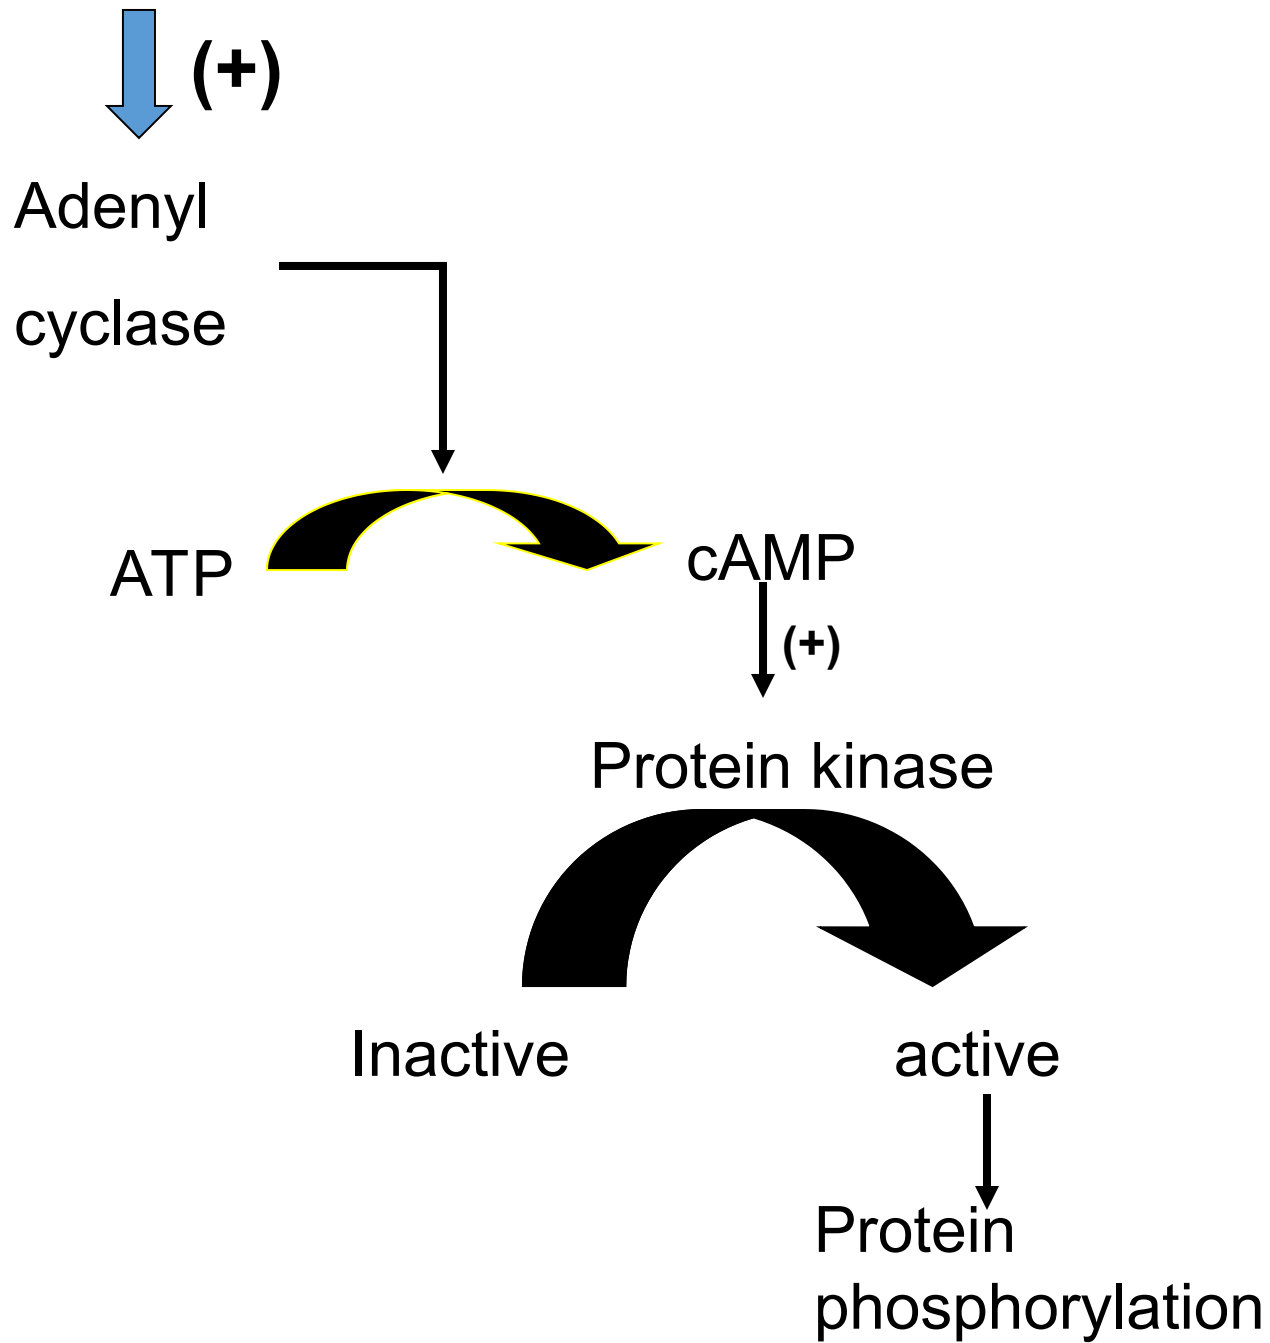 (+)
Adenyl
cyclase
ATP
cAMP
(+)
Protein kinase
Inactive
active
Protein
phosphorylation